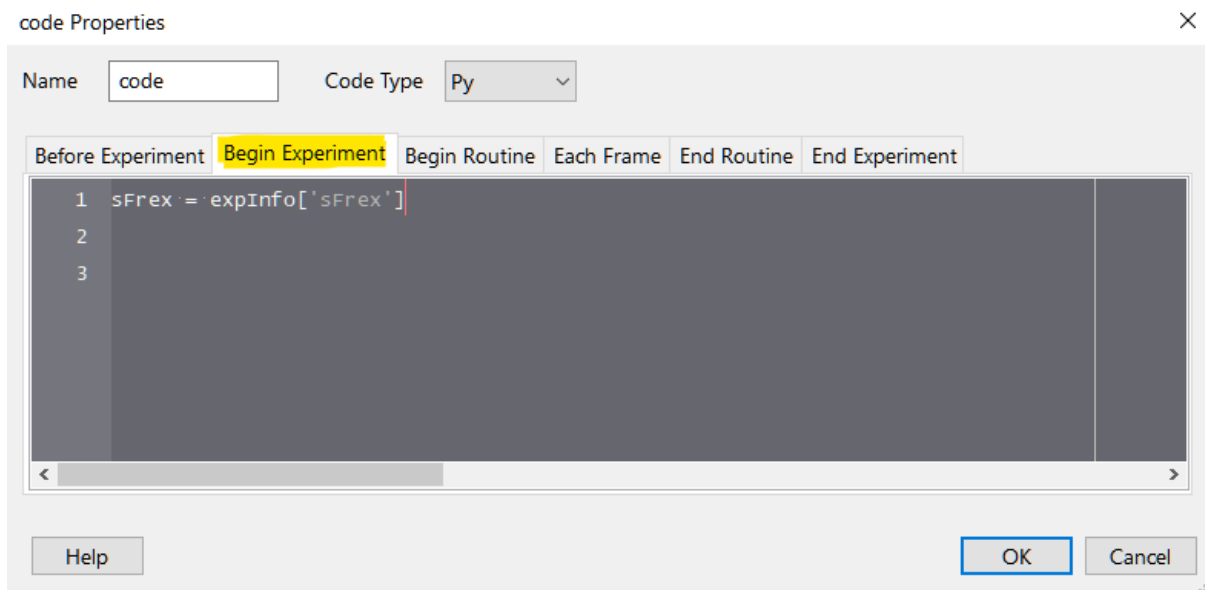 code Properties
Name code Code Type Py
Before Experiment Begin Experiment Begin Routine Each Frame End Routine End Experiment
1 sFrex = expInfo['sFrex']
2
3
Help OK Cancel